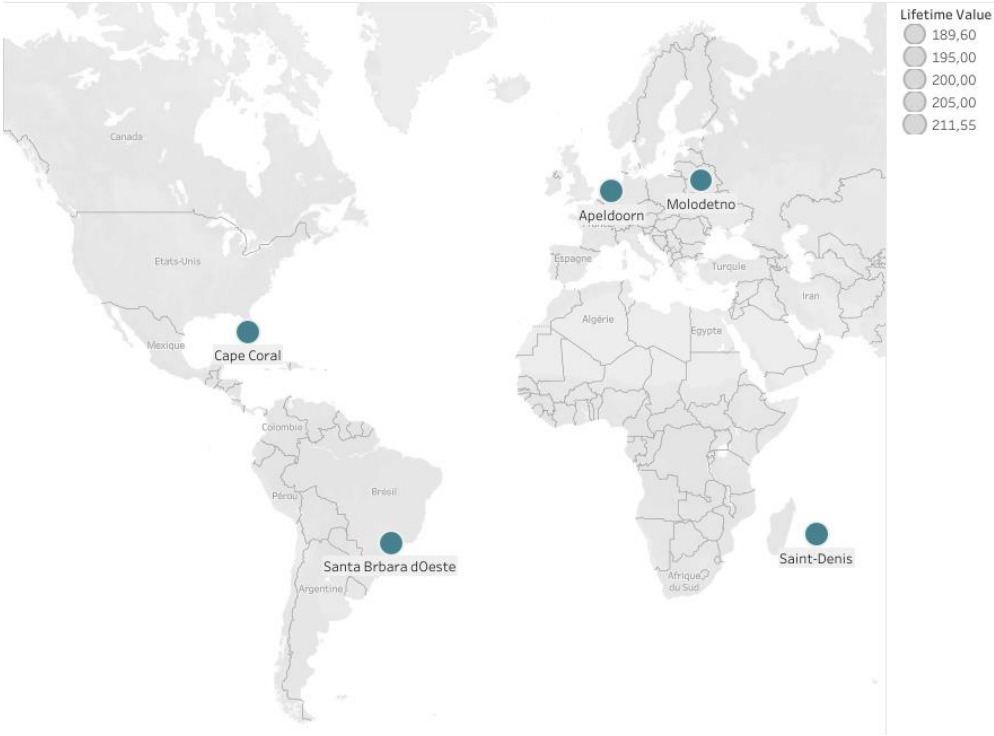 Lifetime Value
189,60
195,00
200,00
205,00
211,55
Canada
Etats-Unis
Mexique
Cape Coral
Colombie
Pérou
Brésil
Santa Brbara dOeste
Argentine
Apeldoorn
Molodetno
France
Espagne
Turquie
Iran
Algérie
Egypte
Saint-Denis
Afrique
du Sud